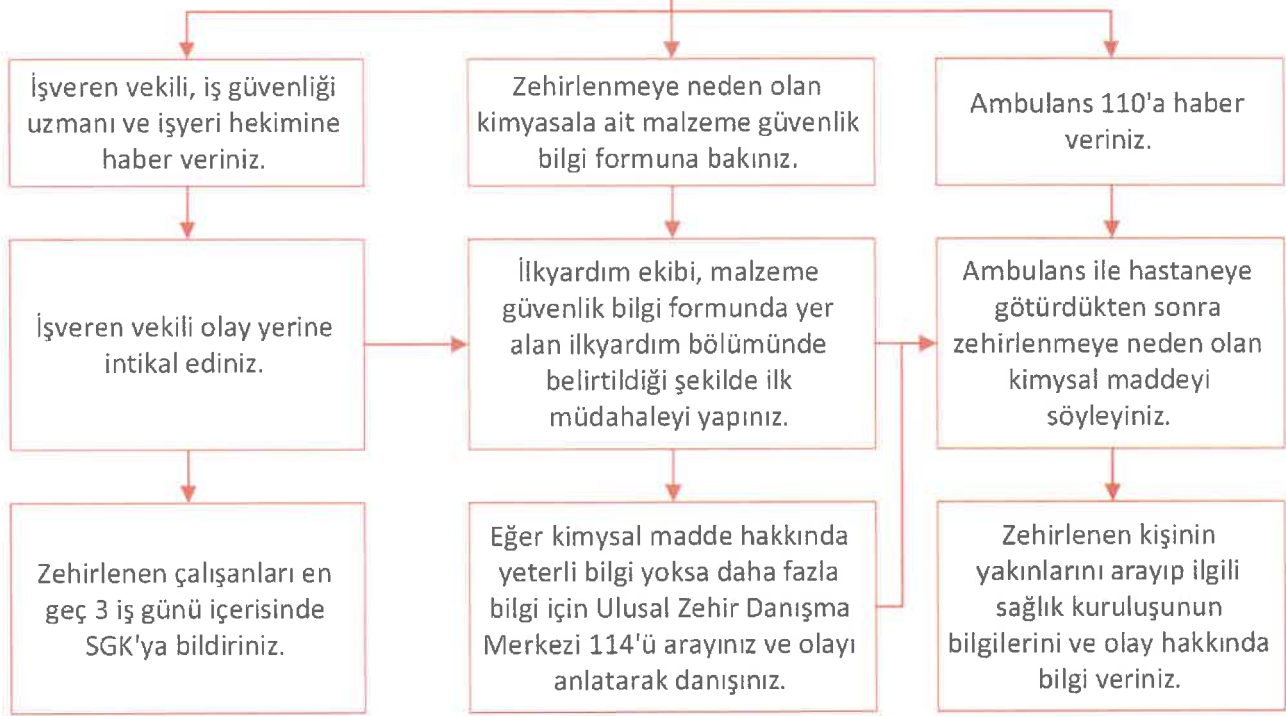 İşveren vekili, iş güvenliği
uzmanı ve işyeri hekimine
haber veriniz.
Zehirlenmeye neden olan
kimyasala ait malzeme güvenlik
bilgi formuna bakınız.
Ambulans 110'a haber
veriniz.
İşveren vekili olay yerine
intikal ediniz.
İlkyardım ekibi, malzeme
güvenlik bilgi formunda yer
alan ilkyardım bölümünde
belirtildiği şekilde ilk
müdahaleyi yapınız.
Ambulans ile hastaneye
götürdükten sonra
zehirlenmeye neden olan
kimysal maddeyi
söyleyiniz.
Zehirlenen çalışanları en
geç 3 iş günü içerisinde
SGK'ya bildiriniz.
Eğer kimysal madde hakkında
yeterli bilgi yoksa daha fazla
bilgi için Ulusal Zehir Danışma
Merkezi 114'ü arayınız ve olayı
anlatarak danışınız.
Zehirlenen kişinin
yakınlarını arayıp ilgili
sağlık kuruluşunun
bilgilerini ve olay hakkında
bilgi veriniz.